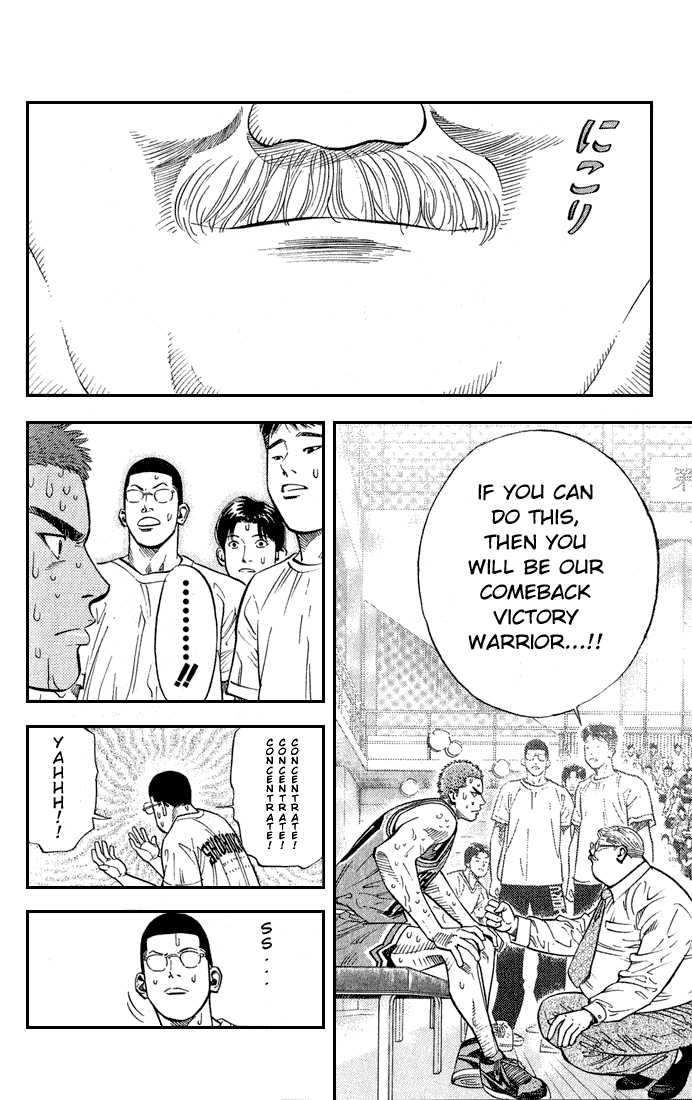 にこり
IF YOU CAN
DO THIS,
THEN YOU
WILL BE OUR
COMEBACK
VICTORY
WARRIOR...!!
第
........!!
CONCENTRATE!
CONCENTRATE!
CONCENTRATE!
YAHHH!!
SS...